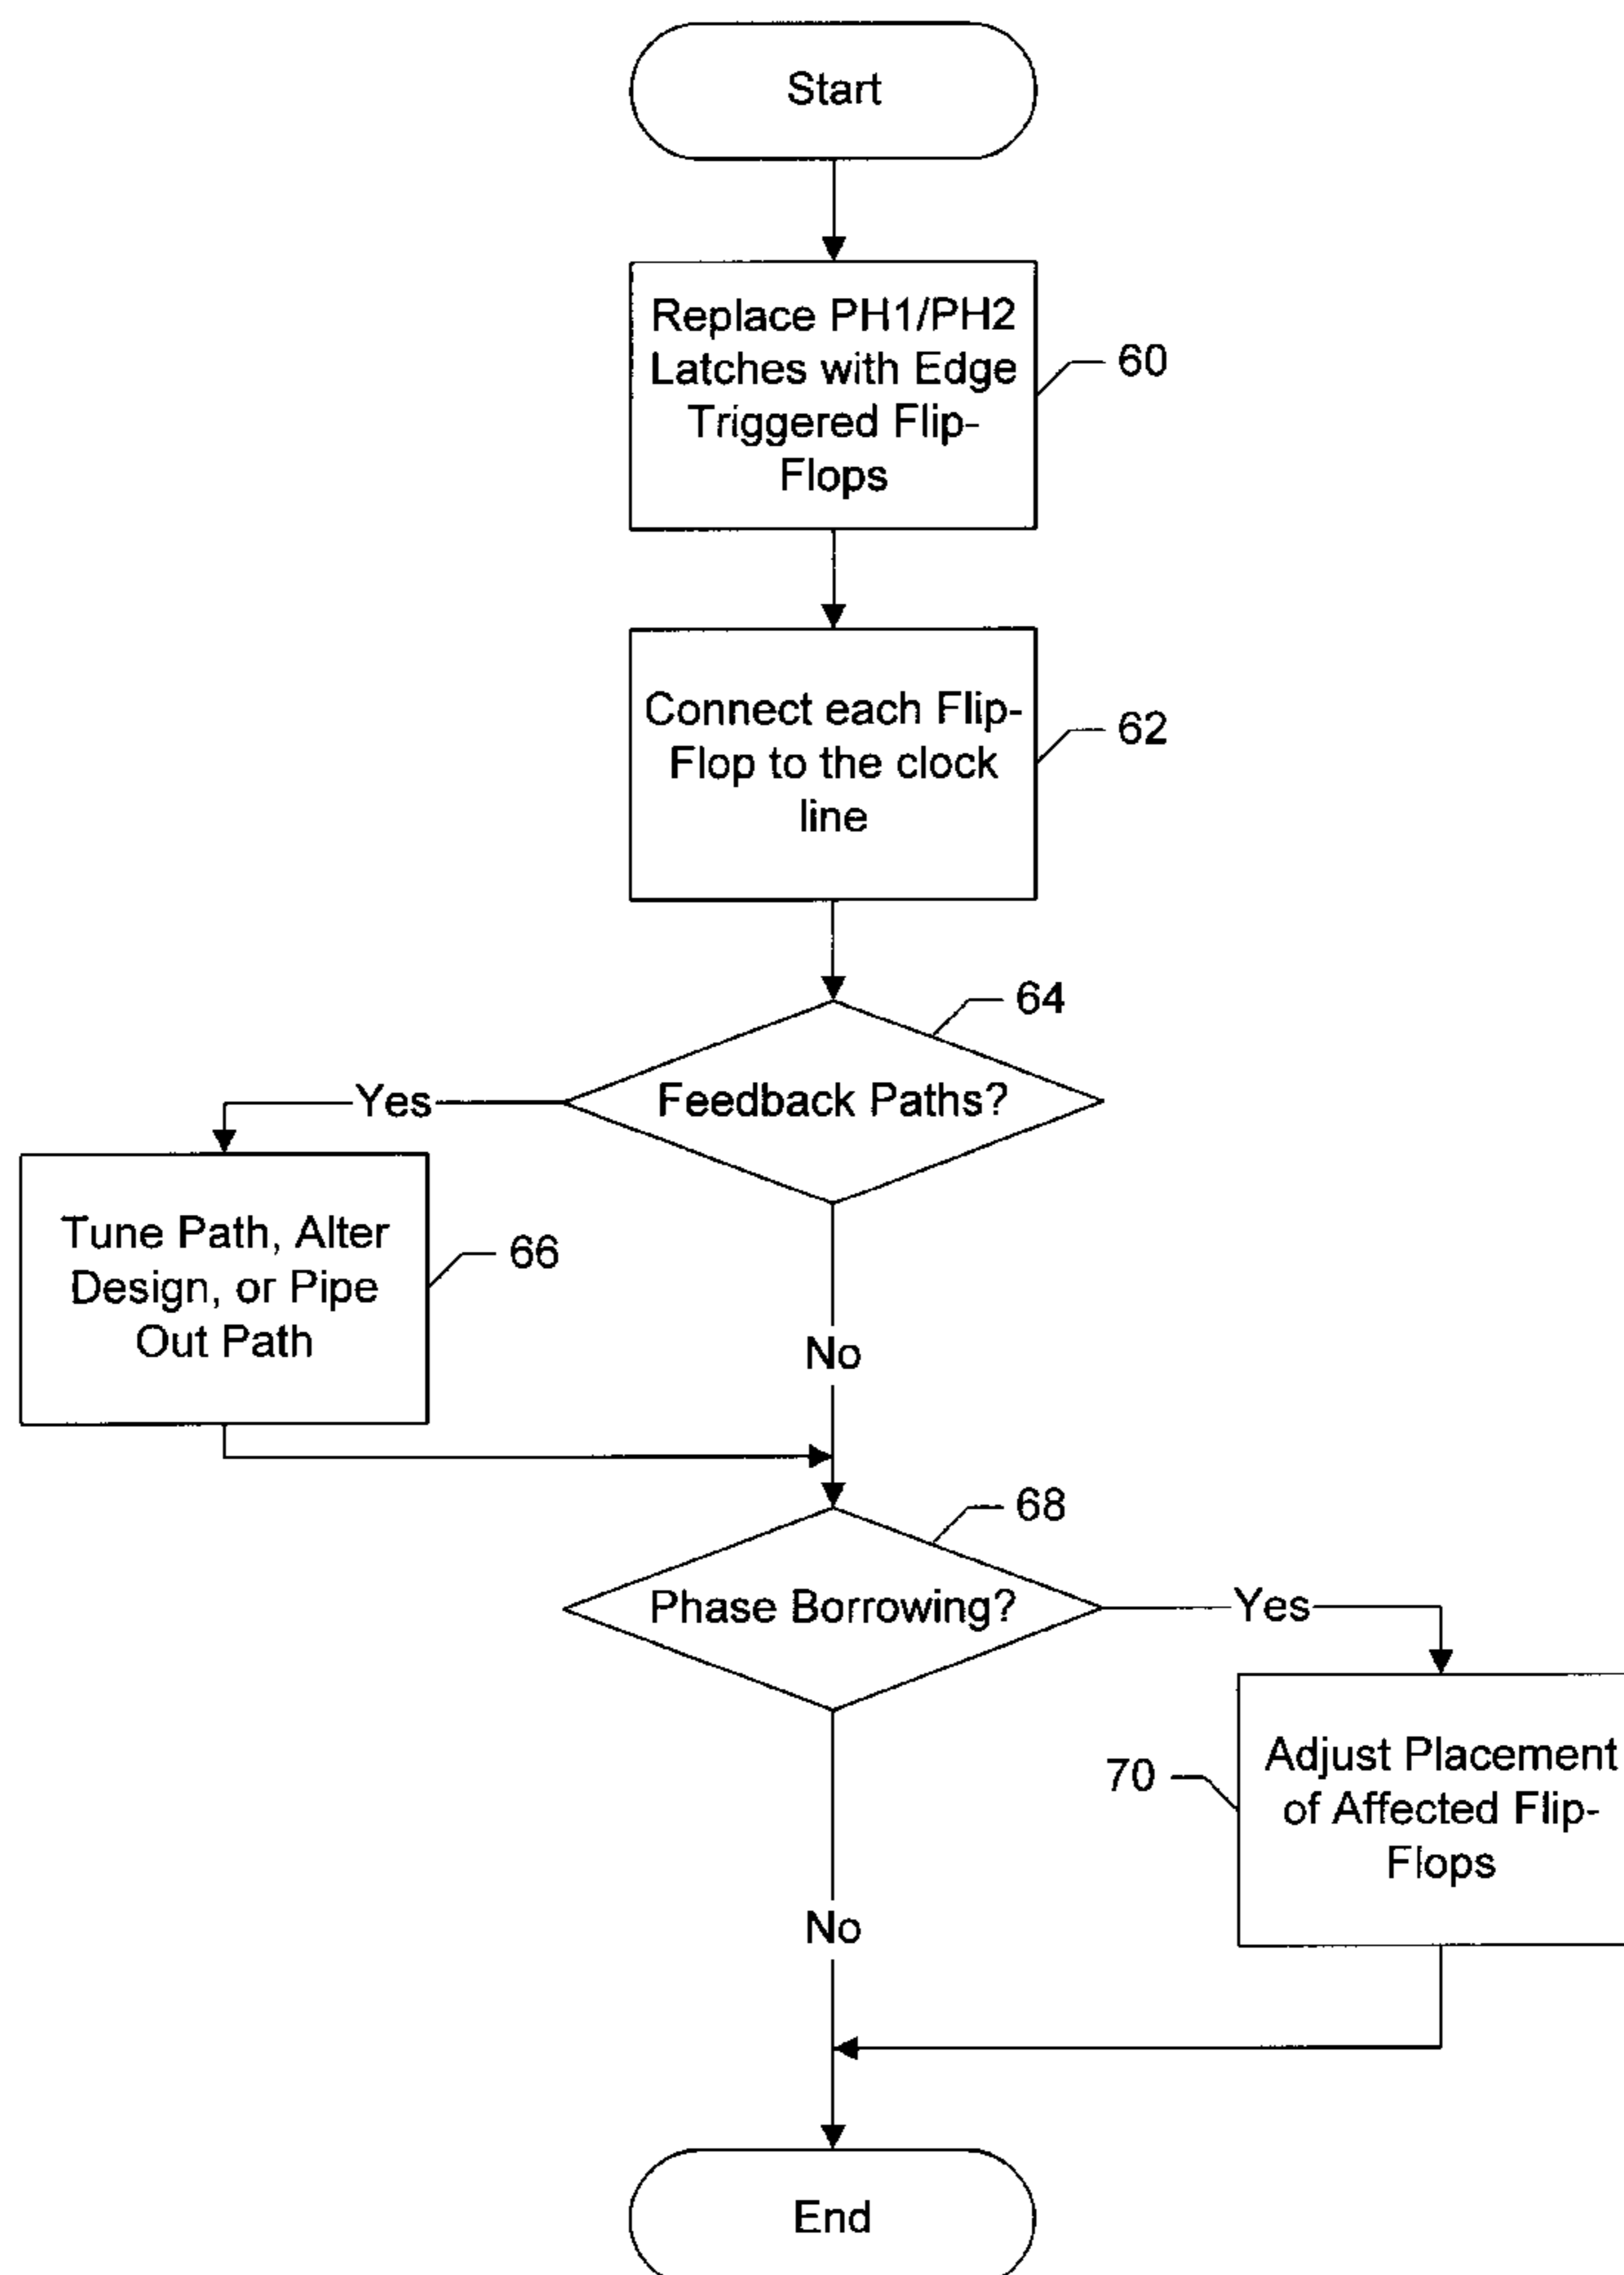 Start
Replace PH1/PH2
Latches with Edge
Triggered Flip-
Flops
60
Connect each Flip-
Flop to the clock
line
62
64
Feedback Paths?
Yes
Tune Path, Alter
Design, or Pipe
Out Path
66
No
68
Phase Borrowing?
Yes
Adjust Placement
of Affected Flip-
Flops
70
No
End